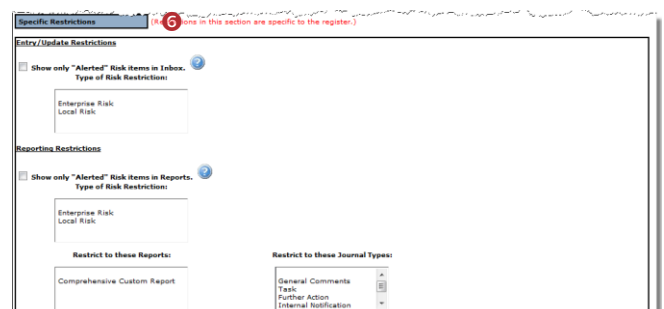 Specific Restrictions
6
in this section are specific to the register.)
Entry/Update Restrictions
Show only "Alerted" Risk items in Inbox. ?
Type of Risk Restriction:
Enterprise Risk
Local Risk
Reporting Restrictions
Show only "Alerted" Risk items in Reports. ?
Type of Risk Restriction:
Enterprise Risk
Local Risk
Restrict to these Reports: Restrict to these Journal Types:
Comprehensive Custom Report General Comments
Task
Further Action
Internal Notification